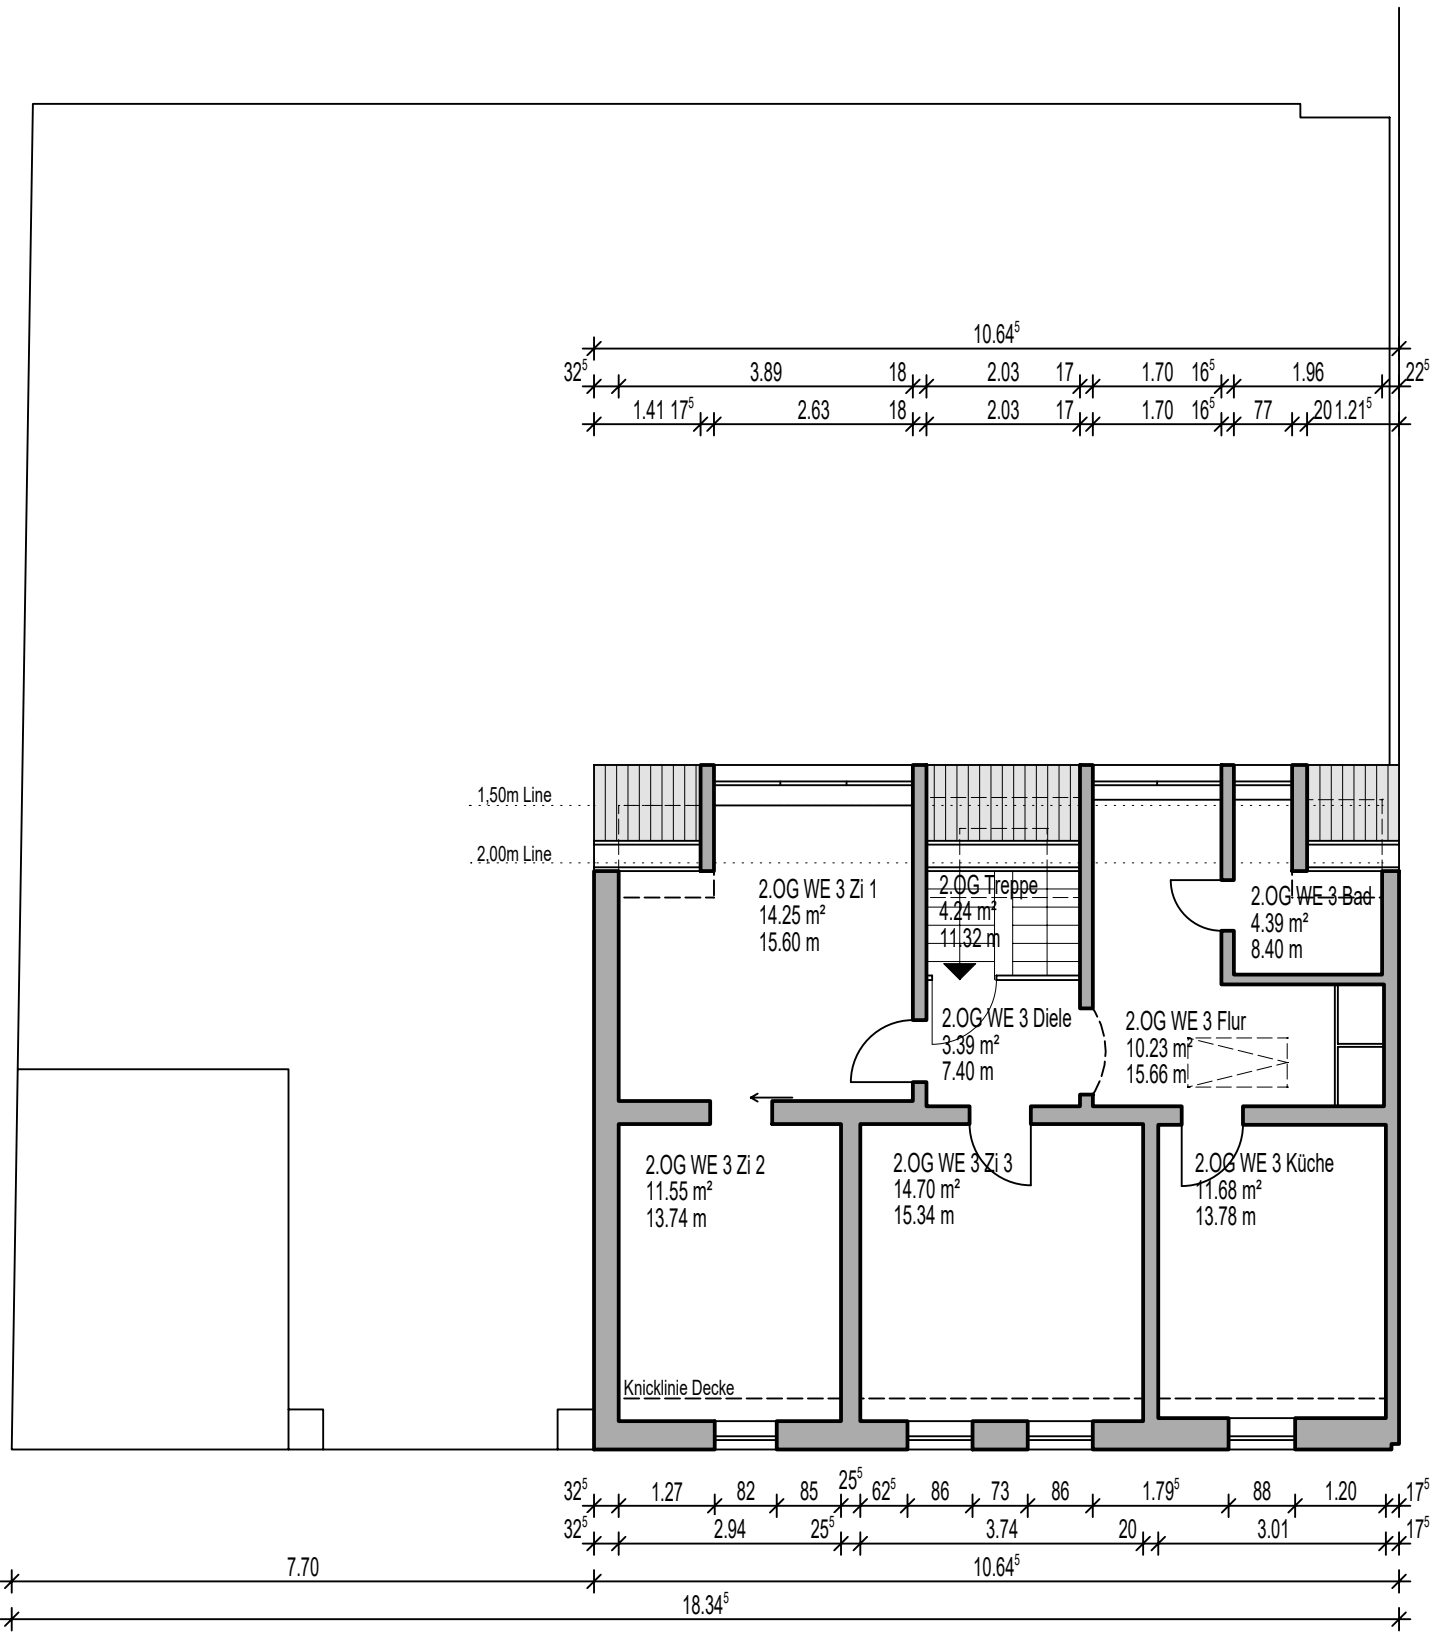 10.64⁵
32⁵ 3.89 18 2.03 17 1.70 16⁵ 1.96 22⁵
1.41 17⁵ 2.63 18 2.03 17 1.70 16⁵ 77 20 1.21⁵
1,50m Line
2,00m Line
2.OG WE 3 Zi 1
14.25 m²
15.60 m
2.OG Treppe
4.24 m²
11.32 m
2.OG WE 3 Bad
4.39 m²
8.40 m
2.OG WE 3 Diele
3.39 m²
7.40 m
2.OG WE 3 Flur
10.23 m²
15.66 m
2.OG WE 3 Zi 2
11.55 m²
13.74 m
2.OG WE 3 Zi 3
14.70 m²
15.34 m
2.OG WE 3 Küche
11.68 m²
13.78 m
Knicklinie Decke
32⁵ 1.27 82 85 25⁵ 62⁵ 86 73 86 1.79⁵ 88 1.20 17⁵
32⁵ 2.94 25⁵ 3.74 20 3.01 17⁵
7.70 10.64⁵
18.34⁵